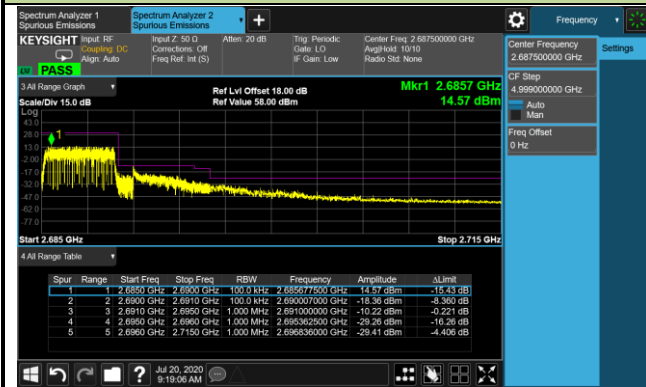 Spectrum Analyzer 1
Spurious Emissions
Spectrum Analyzer 2
Spurious Emissions
+
Frequency
KEYSIGHT
Input: RF
Coupling: DC
Align: Auto
Input Z: 50 Ω
Corrections: Off
Freq Ref: Int (S)
Atten: 20 dB
Trig: Periodic
Gate: LO
IF Gain: Low
Center Freq: 2.687500000 GHz
Avg|Hold: 10/10
Radio Std: None
PASS
Center Frequency
2.687500000 GHz
Settings
CF Step
4.999000000 GHz
Auto
Man
Freq Offset
0 Hz
3 All Range Graph
Ref Lvl Offset 18.00 dB
Mkr1 2.6857 GHz
Scale/Div 15.0 dB
Ref Value 58.00 dBm
14.57 dBm
Log
43.0
28.0
13.0
-2.00
-17.0
-32.0
-47.0
-62.0
-77.0
1
Start 2.685 GHz
Stop 2.715 GHz
4 All Range Table
Spur Range Start Freq Stop Freq RBW Frequency Amplitude ΔLimit
1 1 2.6850 GHz 2.6900 GHz 100.0 kHz 2.685677500 GHz 14.57 dBm -15.43 dB
2 2 2.6900 GHz 2.6910 GHz 100.0 kHz 2.690007000 GHz -18.36 dBm -8.360 dB
3 3 2.6910 GHz 2.6950 GHz 1.000 MHz 2.691000000 GHz -10.22 dBm -0.221 dB
4 4 2.6950 GHz 2.6960 GHz 1.000 MHz 2.695362500 GHz -29.26 dBm -16.26 dB
5 5 2.6960 GHz 2.7150 GHz 1.000 MHz 2.696836000 GHz -29.41 dBm -4.406 dB
?
Jul 20, 2020
9:19:06 AM